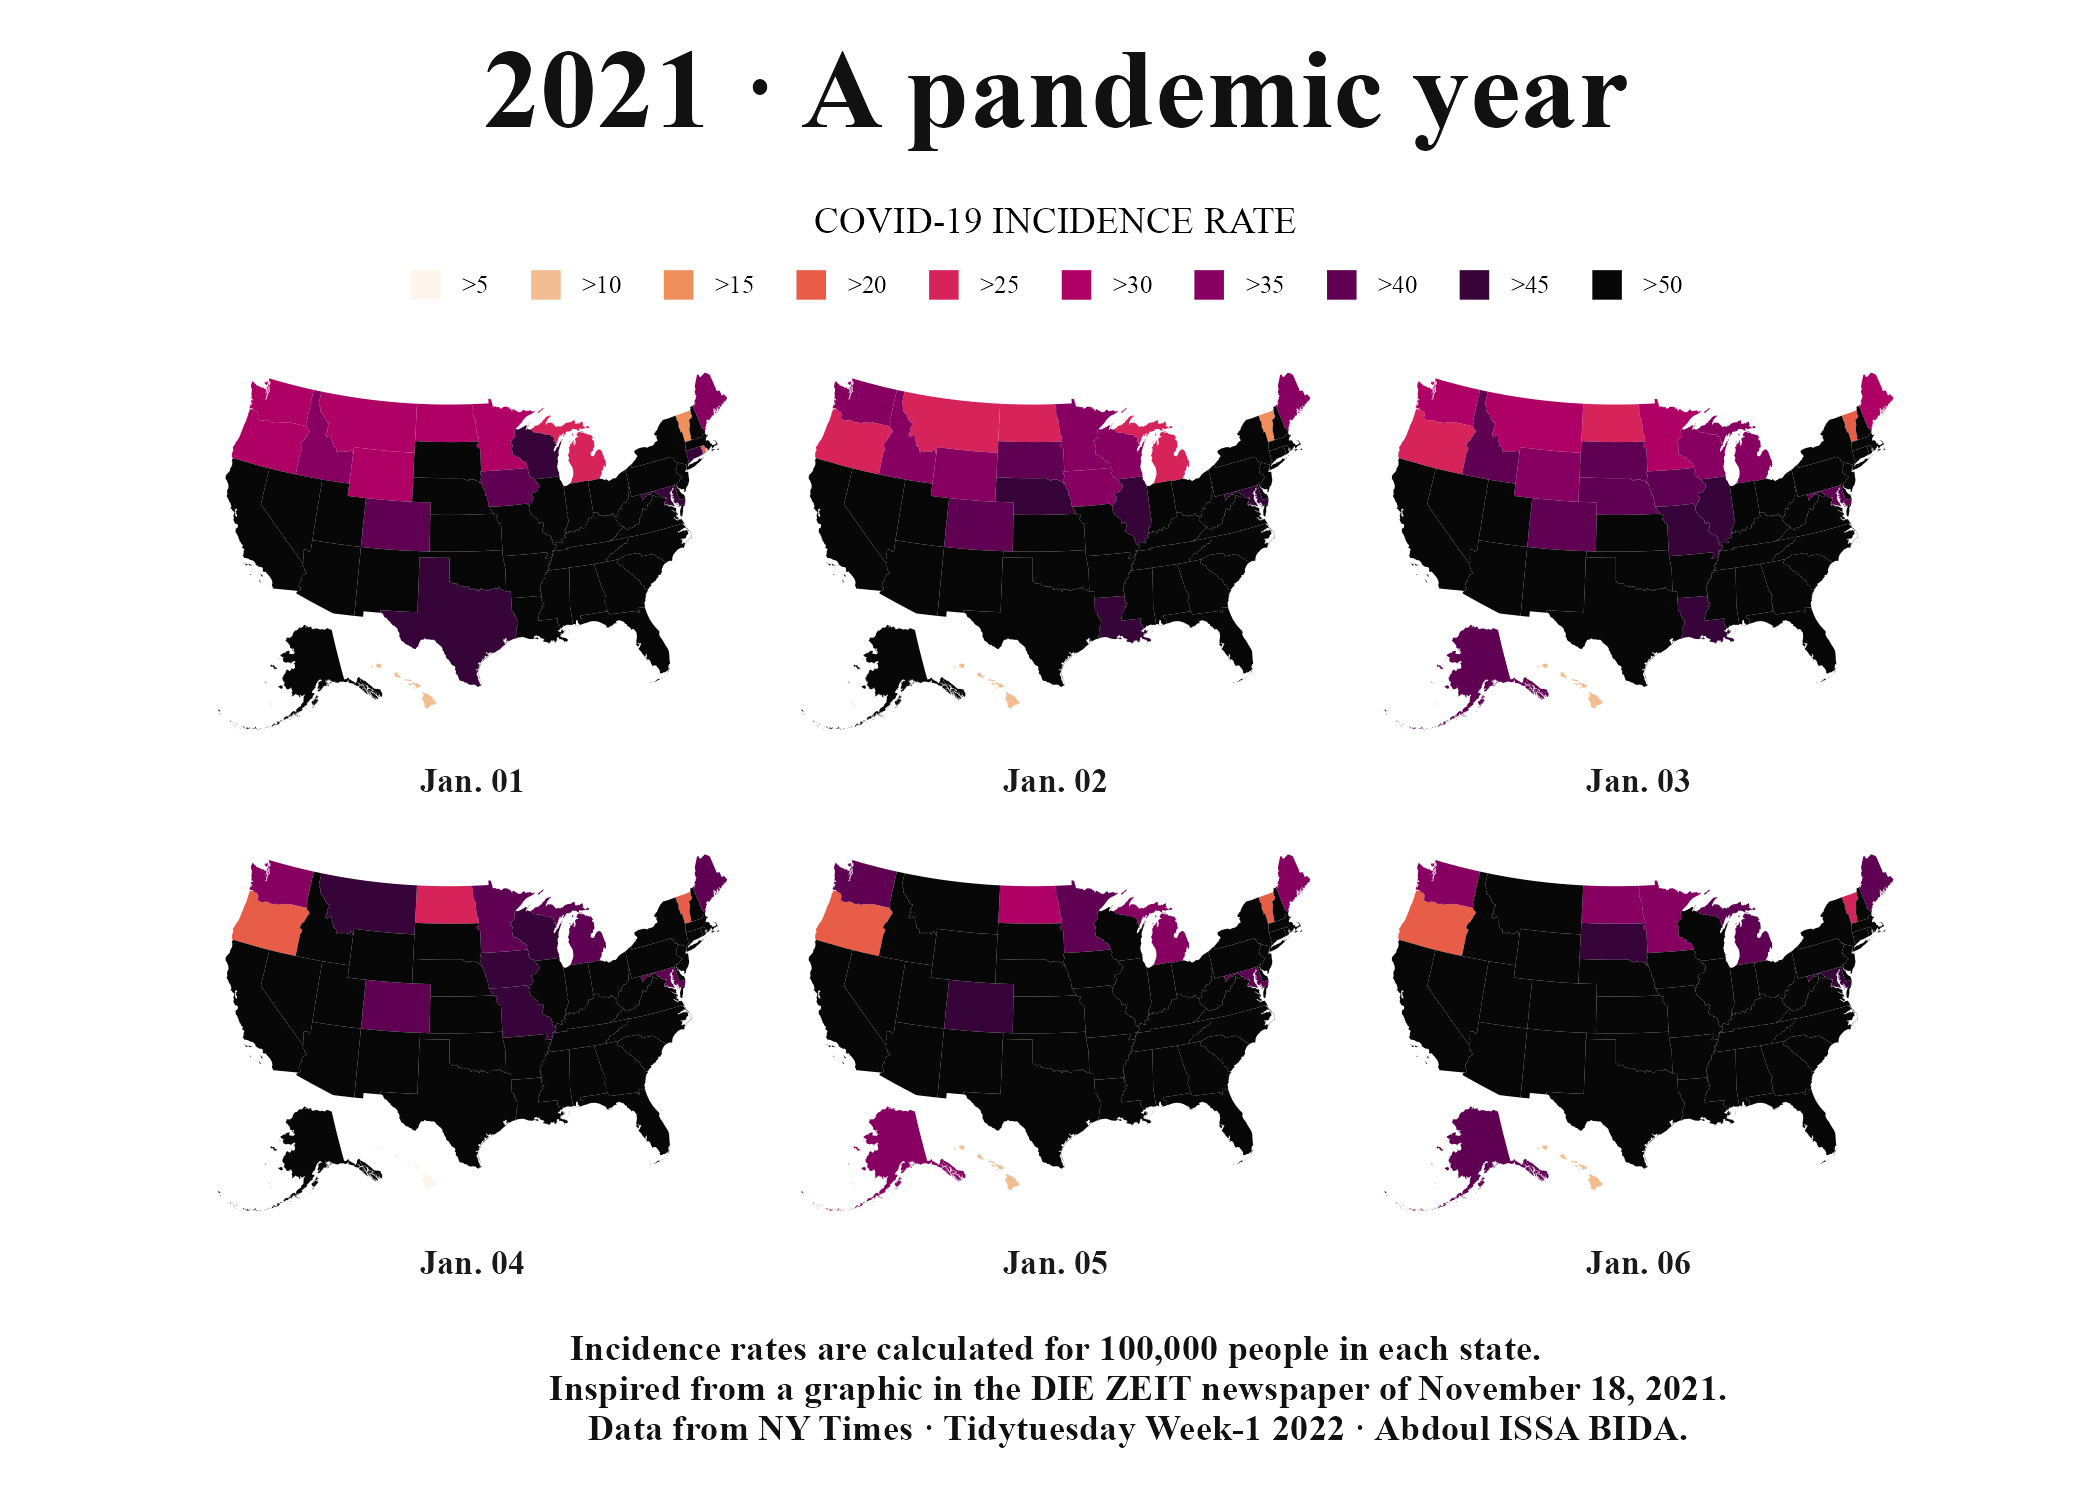 2021 · A pandemic year
COVID-19 INCIDENCE RATE
>5 >10 >15 >20 >25 >30 >35 >40 >45 >50
Jan. 01 Jan. 02 Jan. 03
Jan. 04 Jan. 05 Jan. 06
Incidence rates are calculated for 100,000 people in each state.
Inspired from a graphic in the DIE ZEIT newspaper of November 18, 2021.
Data from NY Times · Tidytuesday Week-1 2022 · Abdoul ISSA BIDA.